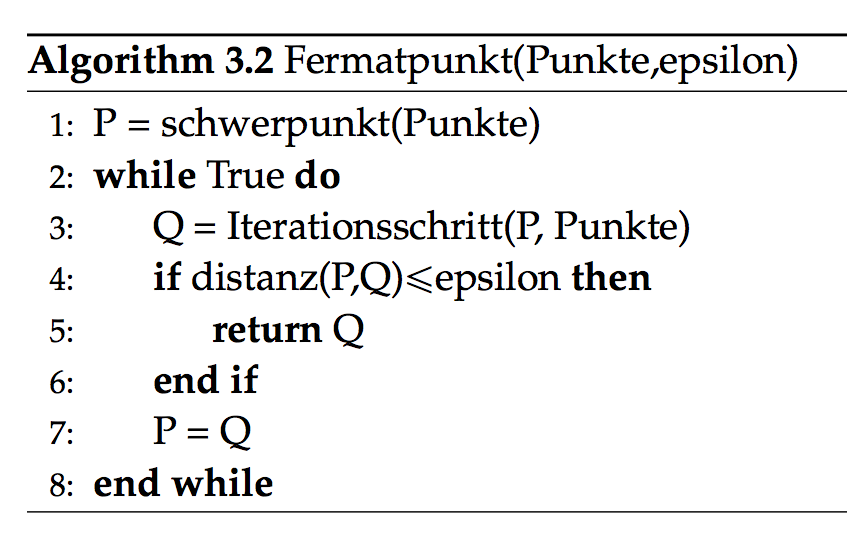 Algorithm 3.2 Fermatpunkt(Punkte,epsilon)
1: P = schwerpunkt(Punkte)
2: while True do
3: Q = Iterationsschritt(P, Punkte)
4: if distanz(P,Q)⩽epsilon then
5: return Q
6: end if
7: P = Q
8: end while